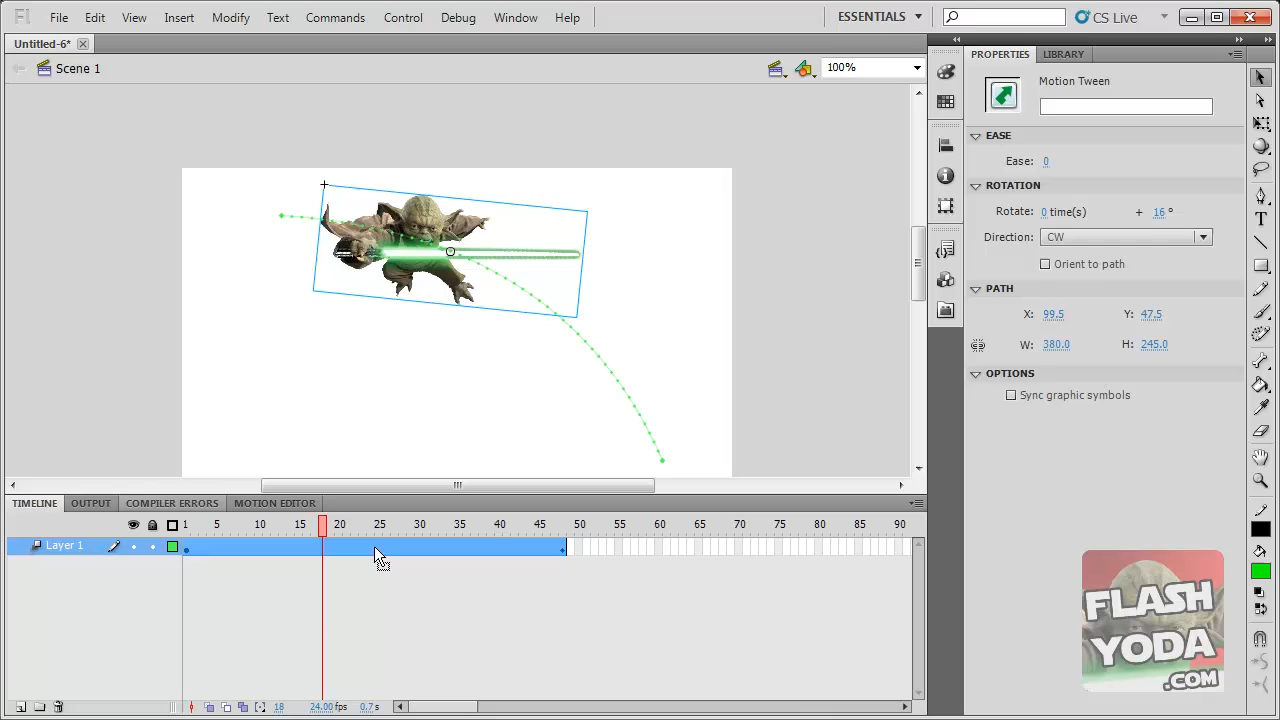 Fl File Edit View Insert Modify Text Commands Control Debug Window Help ESSENTIALS CS Live
Untitled-6*
Scene 1 100%
PROPERTIES LIBRARY
Motion Tween
EASE
Ease: 0
ROTATION
Rotate: 0 time(s) + 16 °
Direction: CW
Orient to path
PATH
X: 99.5 Y: 47.5
W: 380.0 H: 245.0
OPTIONS
Sync graphic symbols
TIMELINE OUTPUT COMPILER ERRORS MOTION EDITOR
1 5 10 15 20 25 30 35 40 45 50 55 60 65 70 75 80 85 90
Layer 1
18 24.00 fps 0.7 s
FLASH
YODA
.COM